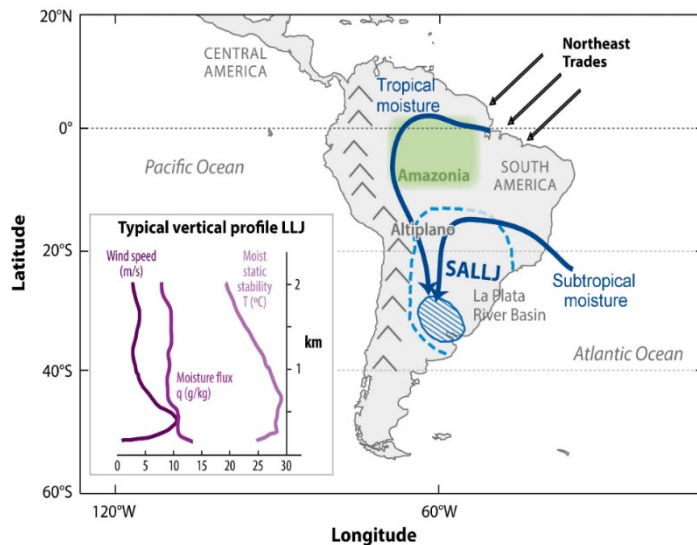 20°N
0°
20°S
40°S
60°S
Latitude
120°W
60°W
Longitude
CENTRAL
AMERICA
Northeast
Trades
Tropical
moisture
Pacific Ocean
Amazonia
SOUTH
AMERICA
Altiplano
SALLJ
La Plata
River Basin
Subtropical
moisture
Atlantic Ocean
Typical vertical profile LLJ
Wind speed
(m/s)
Moist
static
stability
T (ºC)
Moisture flux
q (g/kg)
2
km
1
0 5 10 15 20 25 30